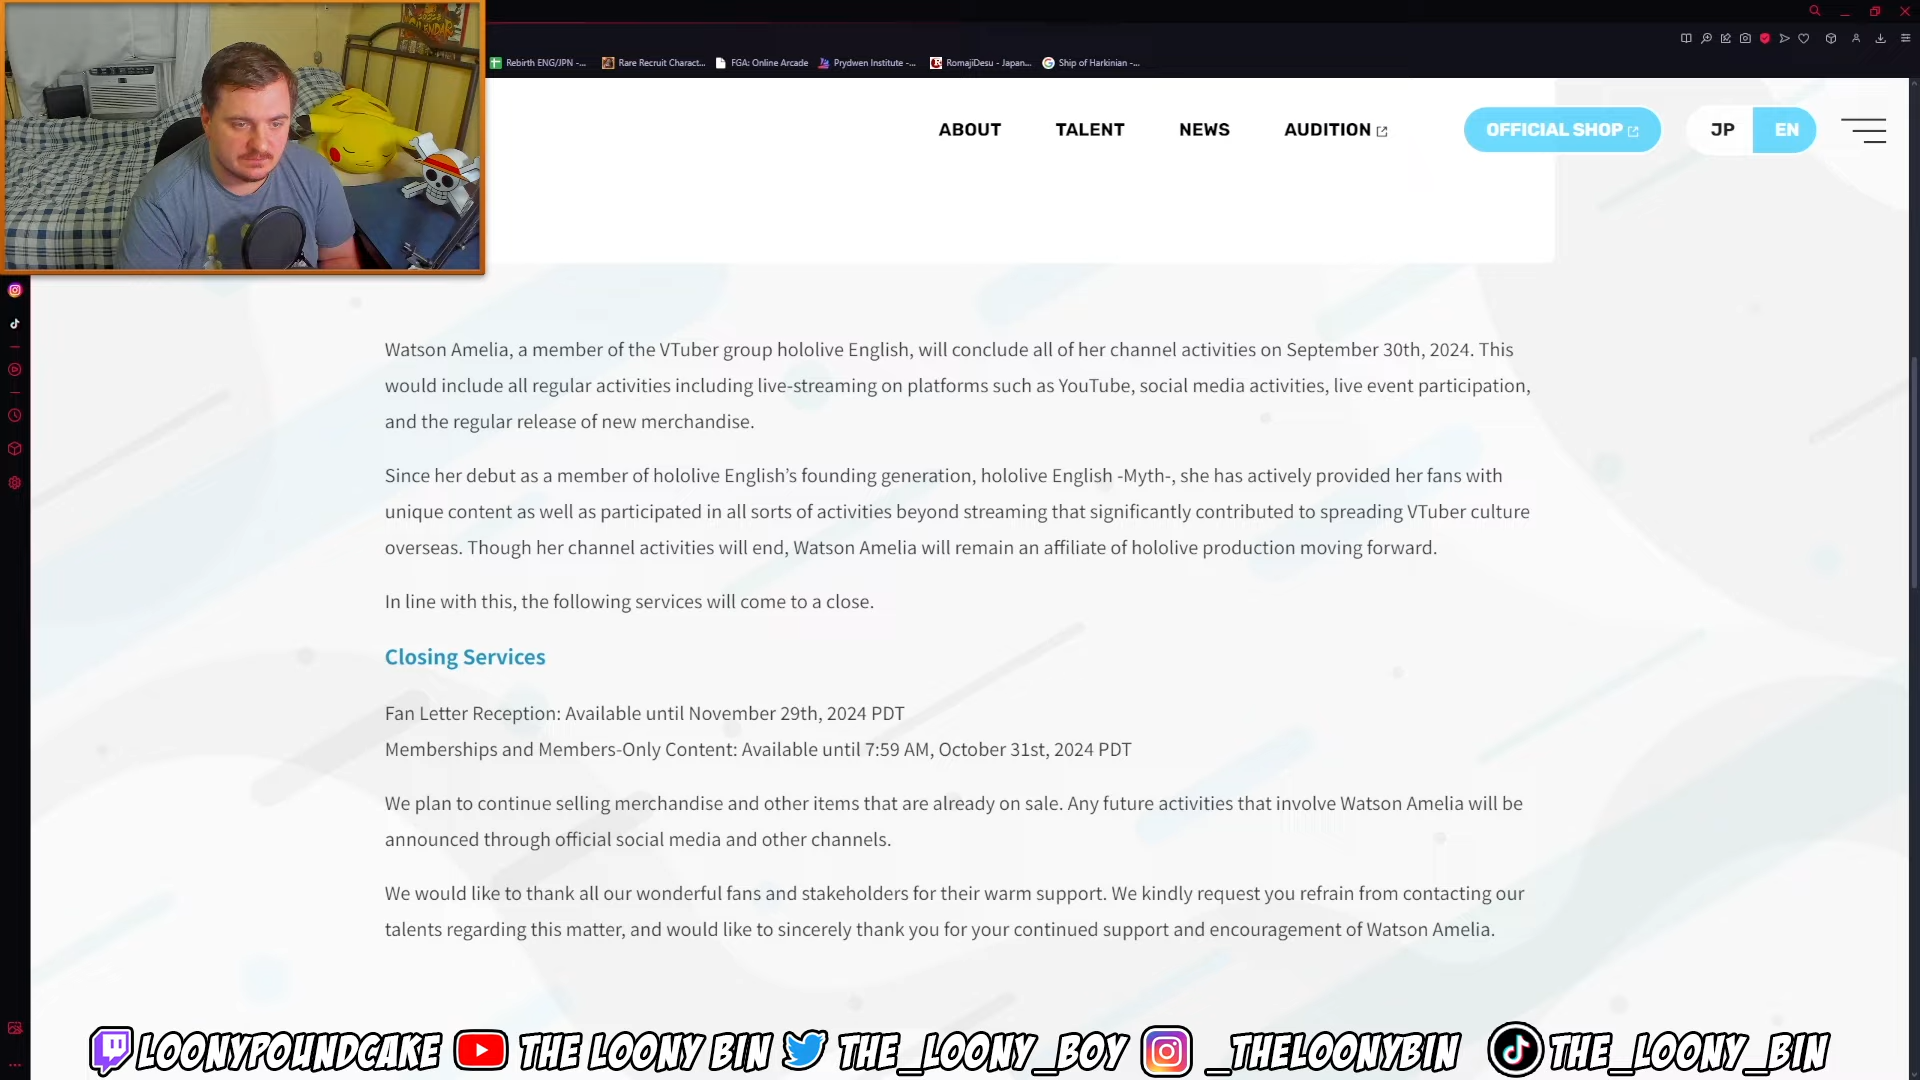 Rebirth ENG/JPN -...
Rare Recruit Charact...
FGA: Online Arcade
Prydwen Institute -...
RomajiDesu - Japan...
Ship of Harkinian -...
ABOUT
TALENT
NEWS
AUDITION
OFFICIAL SHOP
JP
EN
Watson Amelia, a member of the VTuber group hololive English, will conclude all of her channel activities on September 30th, 2024. This
would include all regular activities including live-streaming on platforms such as YouTube, social media activities, live event participation,
and the regular release of new merchandise.
Since her debut as a member of hololive English’s founding generation, hololive English -Myth-, she has actively provided her fans with
unique content as well as participated in all sorts of activities beyond streaming that significantly contributed to spreading VTuber culture
overseas. Though her channel activities will end, Watson Amelia will remain an affiliate of hololive production moving forward.
In line with this, the following services will come to a close.
Closing Services
Fan Letter Reception: Available until November 29th, 2024 PDT
Memberships and Members-Only Content: Available until 7:59 AM, October 31st, 2024 PDT
We plan to continue selling merchandise and other items that are already on sale. Any future activities that involve Watson Amelia will be
announced through official social media and other channels.
We would like to thank all our wonderful fans and stakeholders for their warm support. We kindly request you refrain from contacting our
talents regarding this matter, and would like to sincerely thank you for your continued support and encouragement of Watson Amelia.
LOONYPOUNDCAKE
THE LOONY BIN
THE_LOONY_BOY
_THELOONYBIN
THE_LOONY_BIN